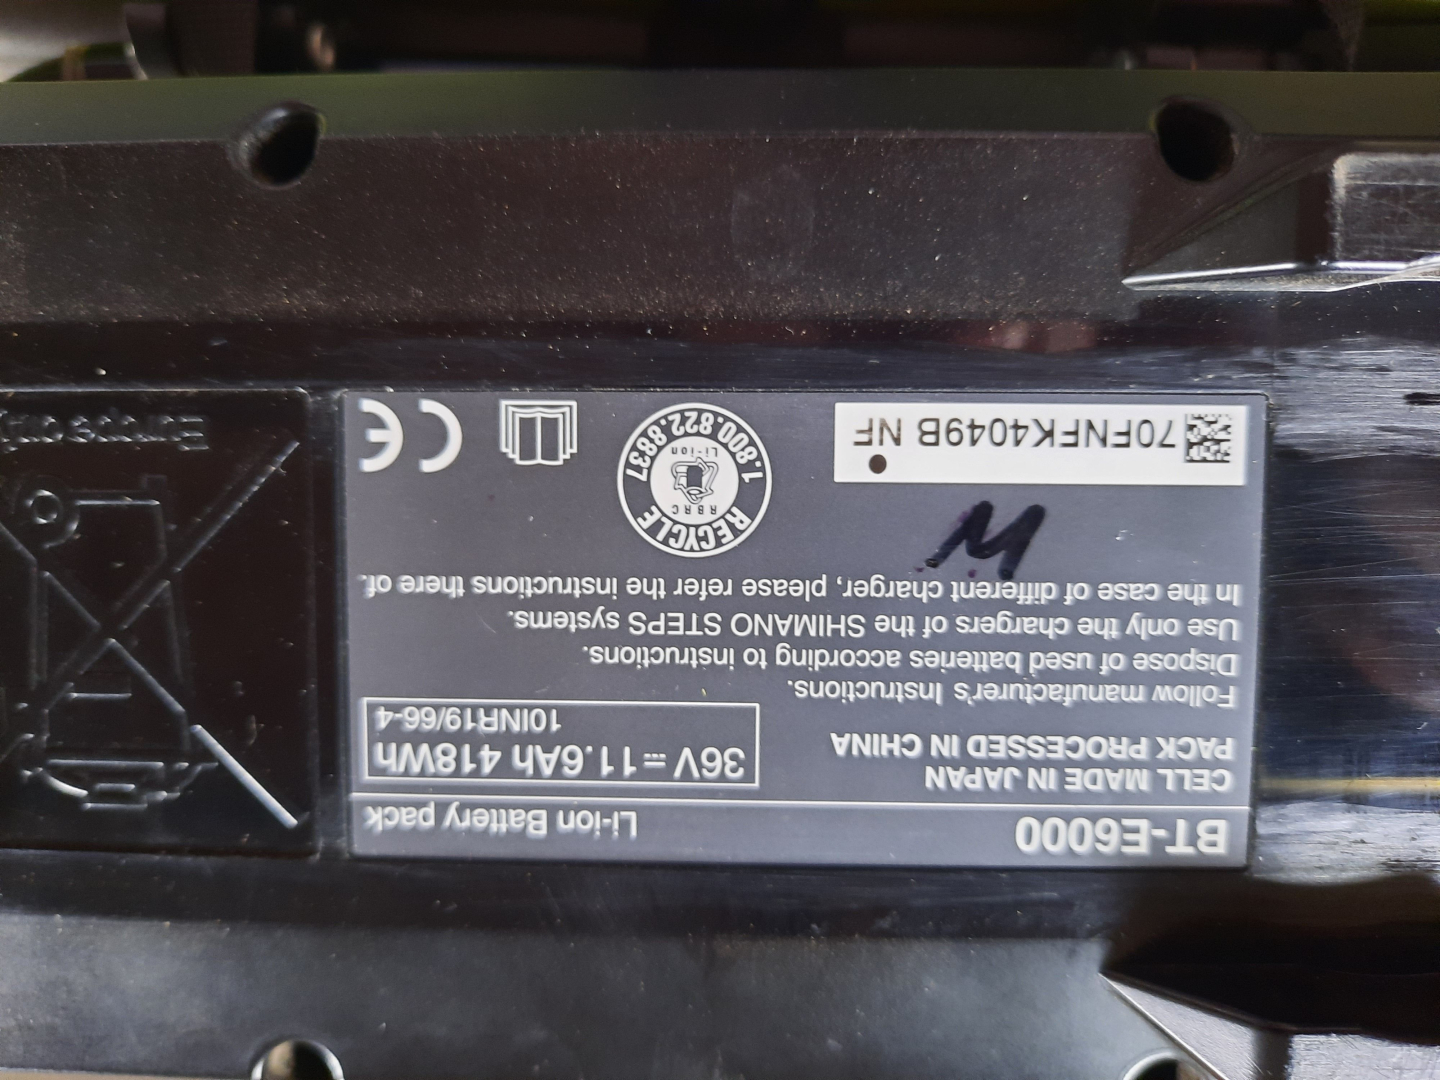 BT-E6000
Li-ion Battery pack
CELL MADE IN JAPAN
PACK PROCESSED IN CHINA
36V ⎓ 11.6Ah 418Wh
10INR19/66-4
Follow manufacturer's Instructions.
Dispose of used batteries according to instructions.
Use only the chargers of the SHIMANO STEPS systems.
In the case of different charger, please refer the instructions there of.
M
70FNFK4049B NF
RECYCLE
RBRC
Li-ion
1.800.822.8837
CE
Europe only